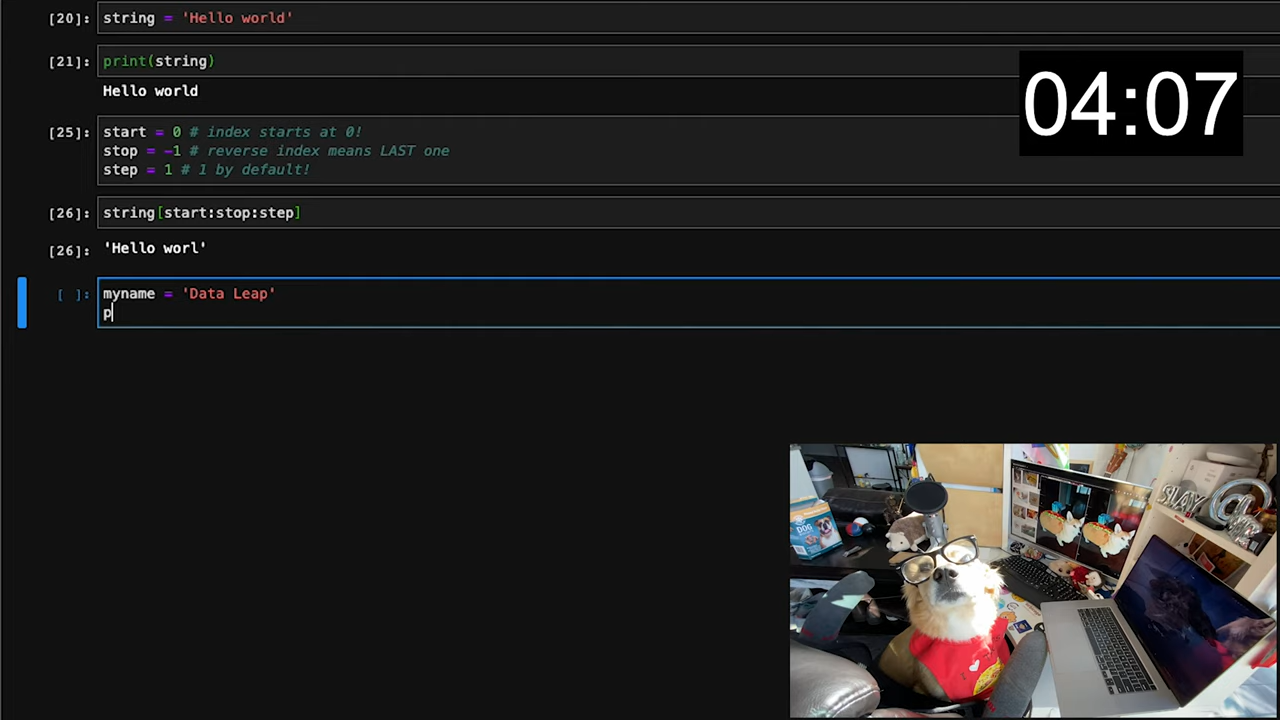 [20]: string = 'Hello world'
[21]: print(string)
Hello world
04:07
[25]: start = 0 # index starts at 0!
stop = -1 # reverse index means LAST one
step = 1 # 1 by default!
[26]: string[start:stop:step]
[26]: 'Hello worl'
[ ]: myname = 'Data Leap'
p
DOG
SLAY